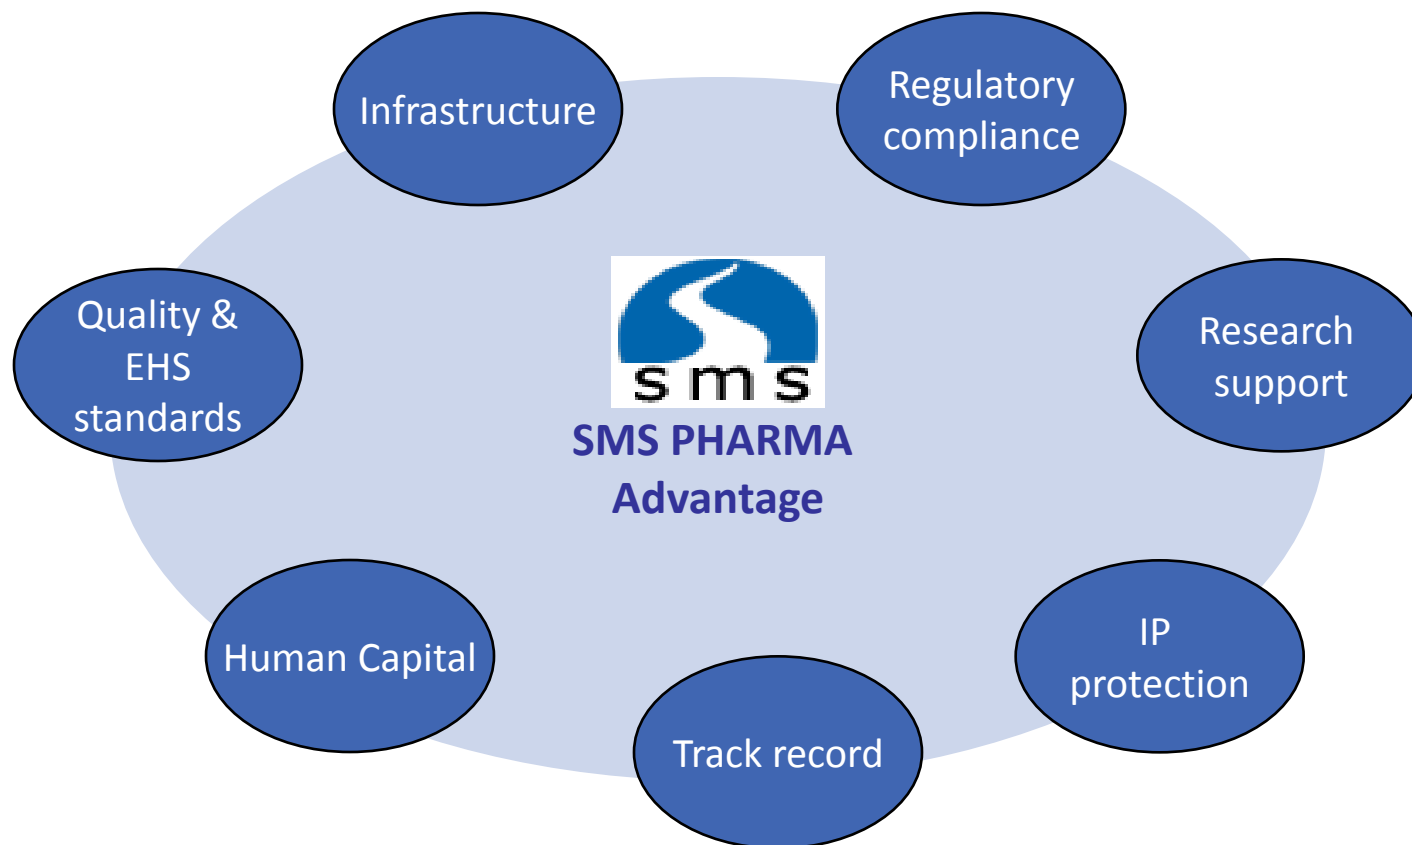 Infrastructure
Regulatory
compliance
Quality &
EHS
standards
sms
SMS PHARMA
Advantage
Research
support
Human Capital
IP
protection
Track record